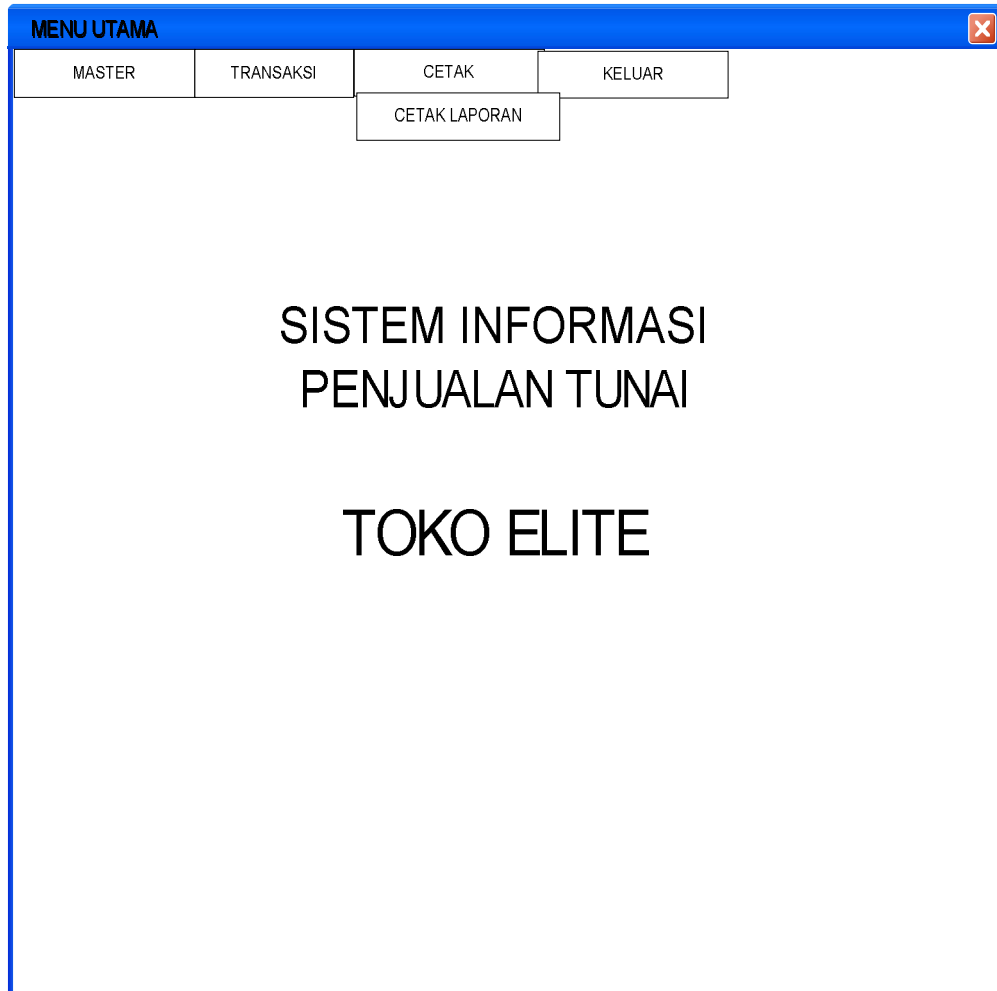 MENU UTAMA
MASTER TRANSAKSI CETAK KELUAR
CETAK LAPORAN
SISTEM INFORMASI
PENJUALAN TUNAI
TOKO ELITE